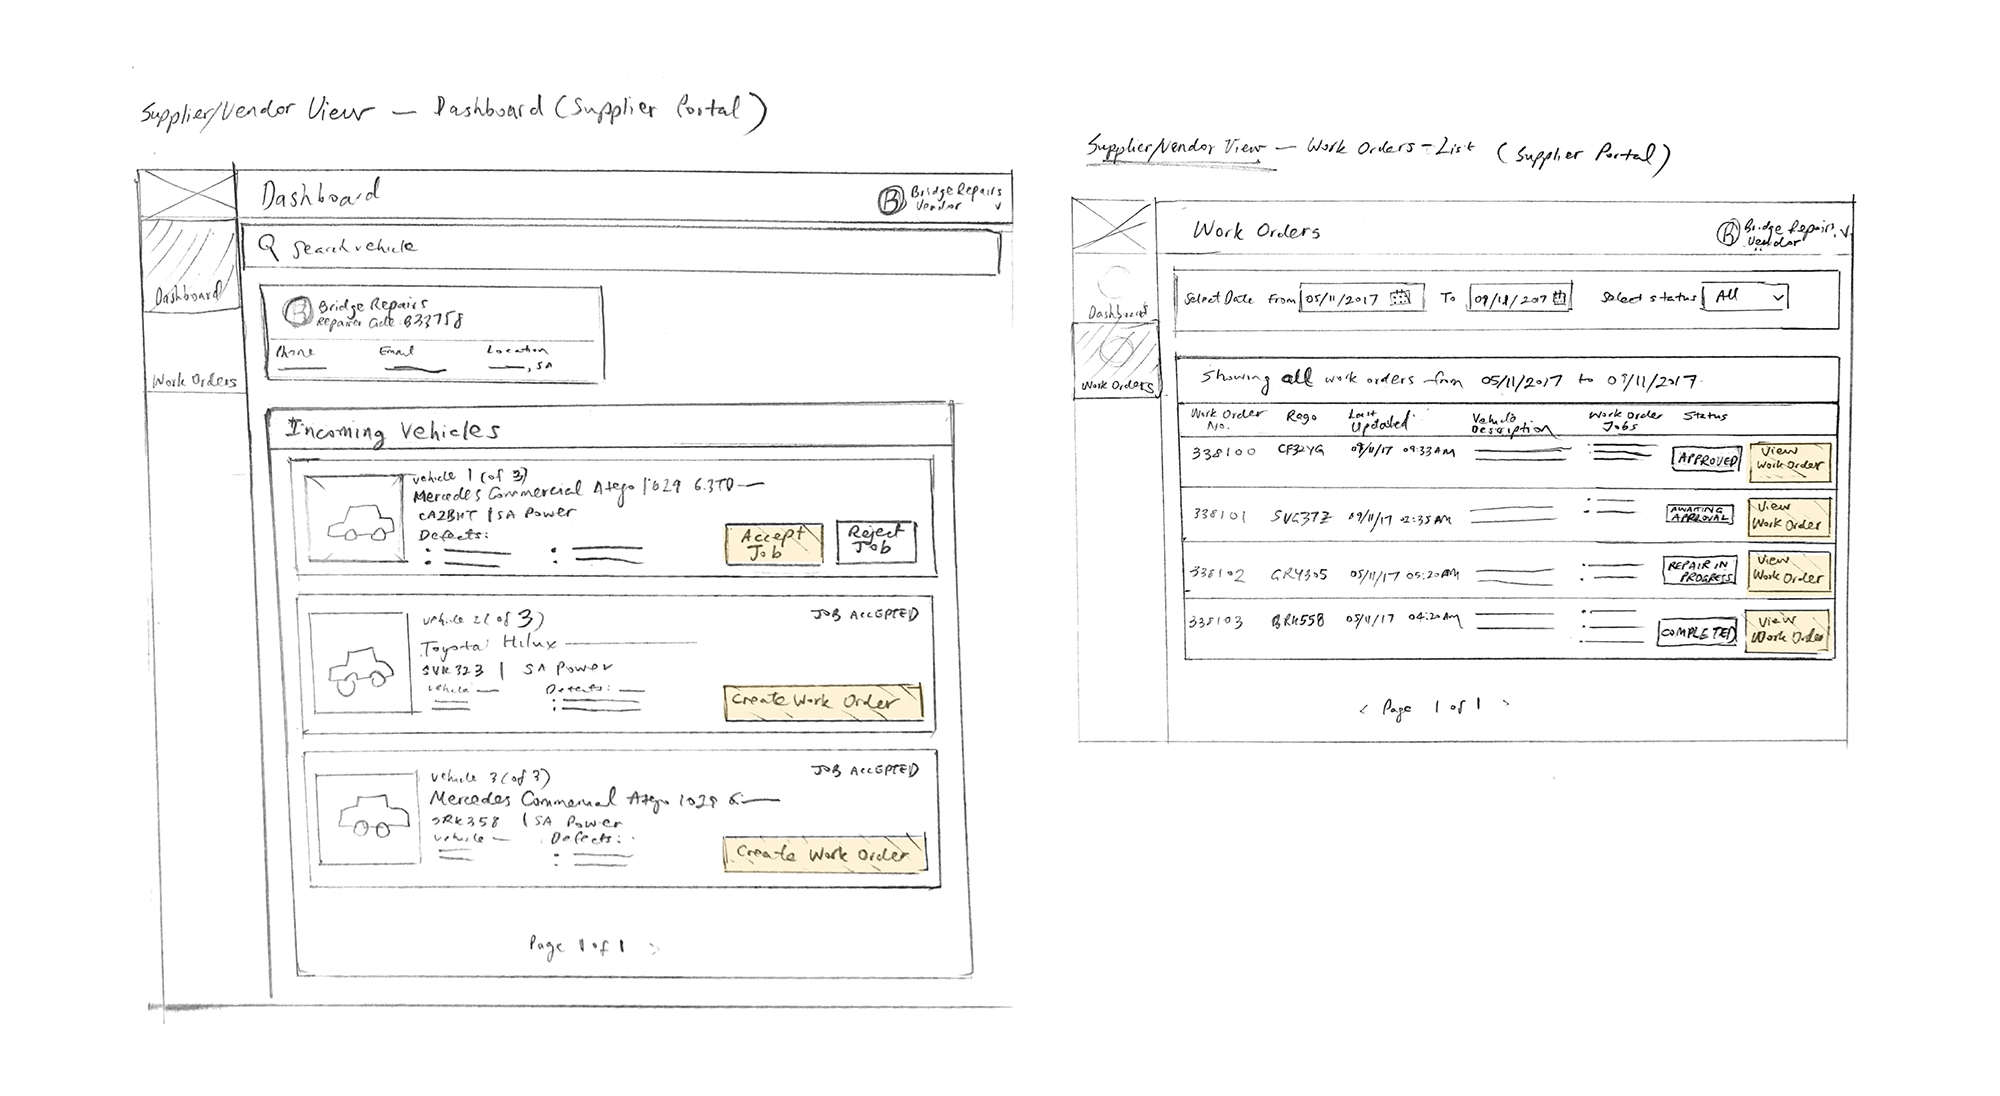 Supplier/Vendor View — Dashboard (Supplier Portal)
Dashboard
B
Bridge Repairs
Vendor
Search vehicle
Dashboard
Work Orders
B
Bridge Repairs
Repairer Code: B33758
Phone
Email
Location
, SA
Incoming Vehicles
Vehicle 1 (of 3)
Mercedes Commercial Atego 1029 6.3TD
CA2BHT | SA Power
Defects:
Accept
Job
Reject
Job
Vehicle 2 (of 3)
JOB ACCEPTED
Toyota Hilux
SVK323 | SA Power
Vehicle
Defects:
Create Work Order
Vehicle 3 (of 3)
JOB ACCEPTED
Mercedes Commercial Atego 1029 6
| SA Power
Vehicle
Defects:
Create Work Order
Page 1 of 1 >
Supplier/Vendor View — Work Orders - List (Supplier Portal)
Work Orders
B
Bridge Repairs
Vendor
Dashboard
Work Orders
Select Date From 05/11/2017 To Select status All
Showing all work orders from 05/11/2017 to 09/11/2017.
Work Order No. Rego Last Updated Vehicle Description Work Order Jobs Status
338100 CF32YG 09/11/17 09:33AM APPROVED View Work Order
338101 09/11/17 02:35AM AWAITING APPROVAL View Work Order
338102 05/11/17 05:20AM REPAIR IN PROGRESS View Work Order
338103 05/11/17 04:20AM COMPLETED View Work Order
< Page 1 of 1 >